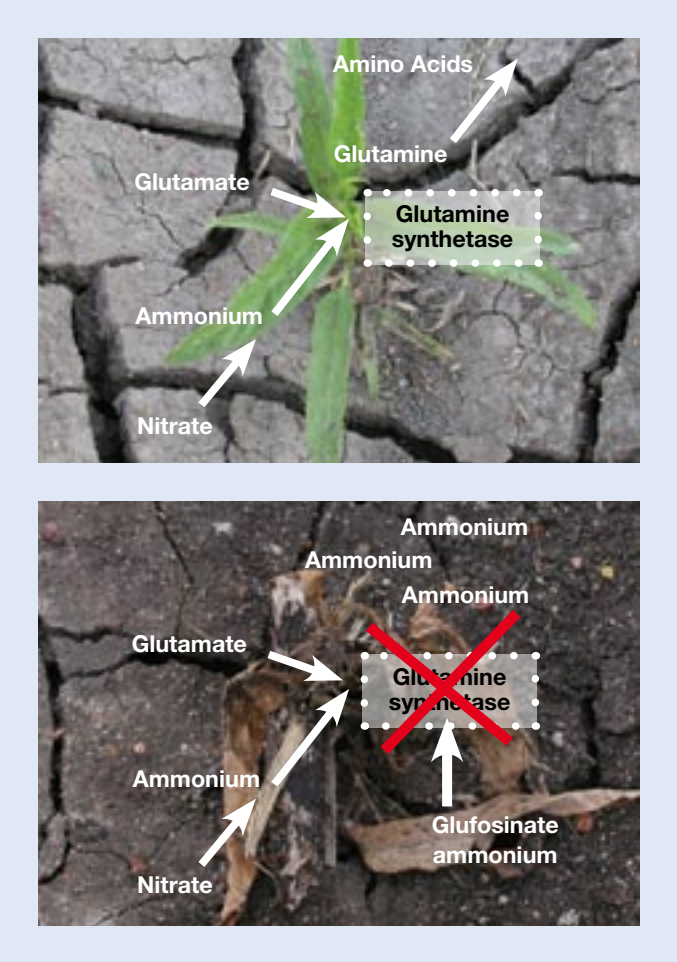 Amino Acids
Glutamine
Glutamate
Glutamine
synthetase
Ammonium
Nitrate
Ammonium
Ammonium
Ammonium
Glutamate
Glutamine
synthetase
Ammonium
Glufosinate
ammonium
Nitrate